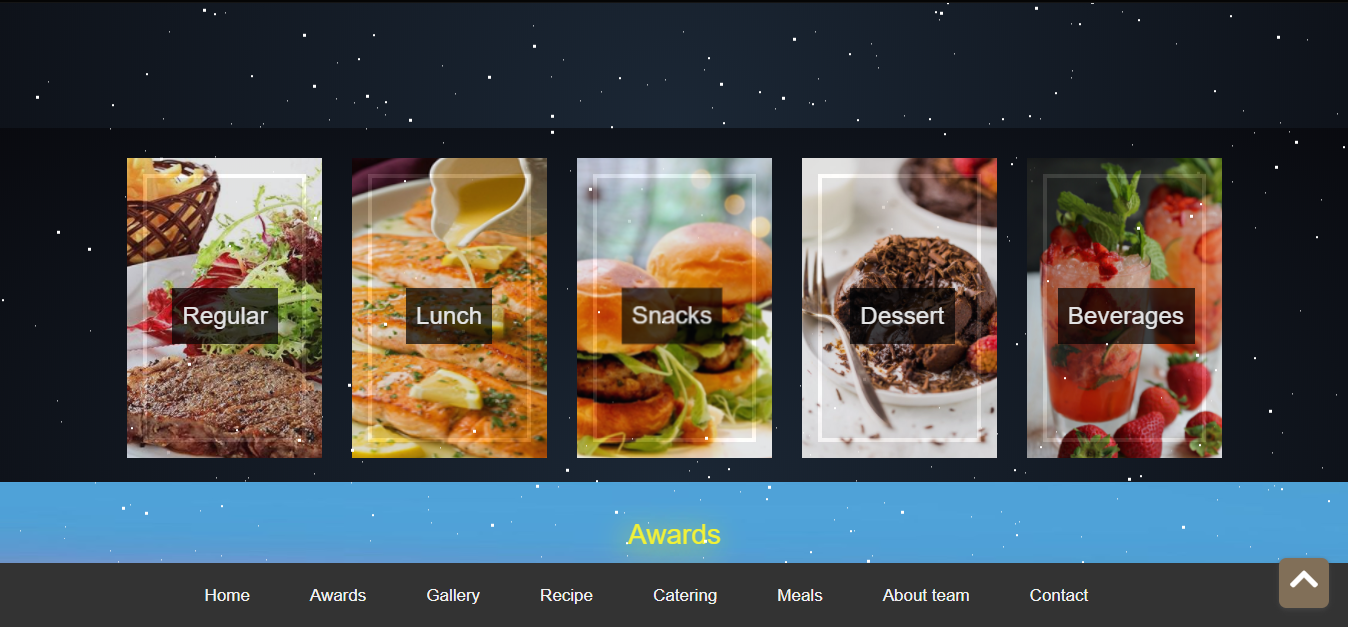 Regular
Lunch
Snacks
Dessert
Beverages
Awards
Home Awards Gallery Recipe Catering Meals About team Contact